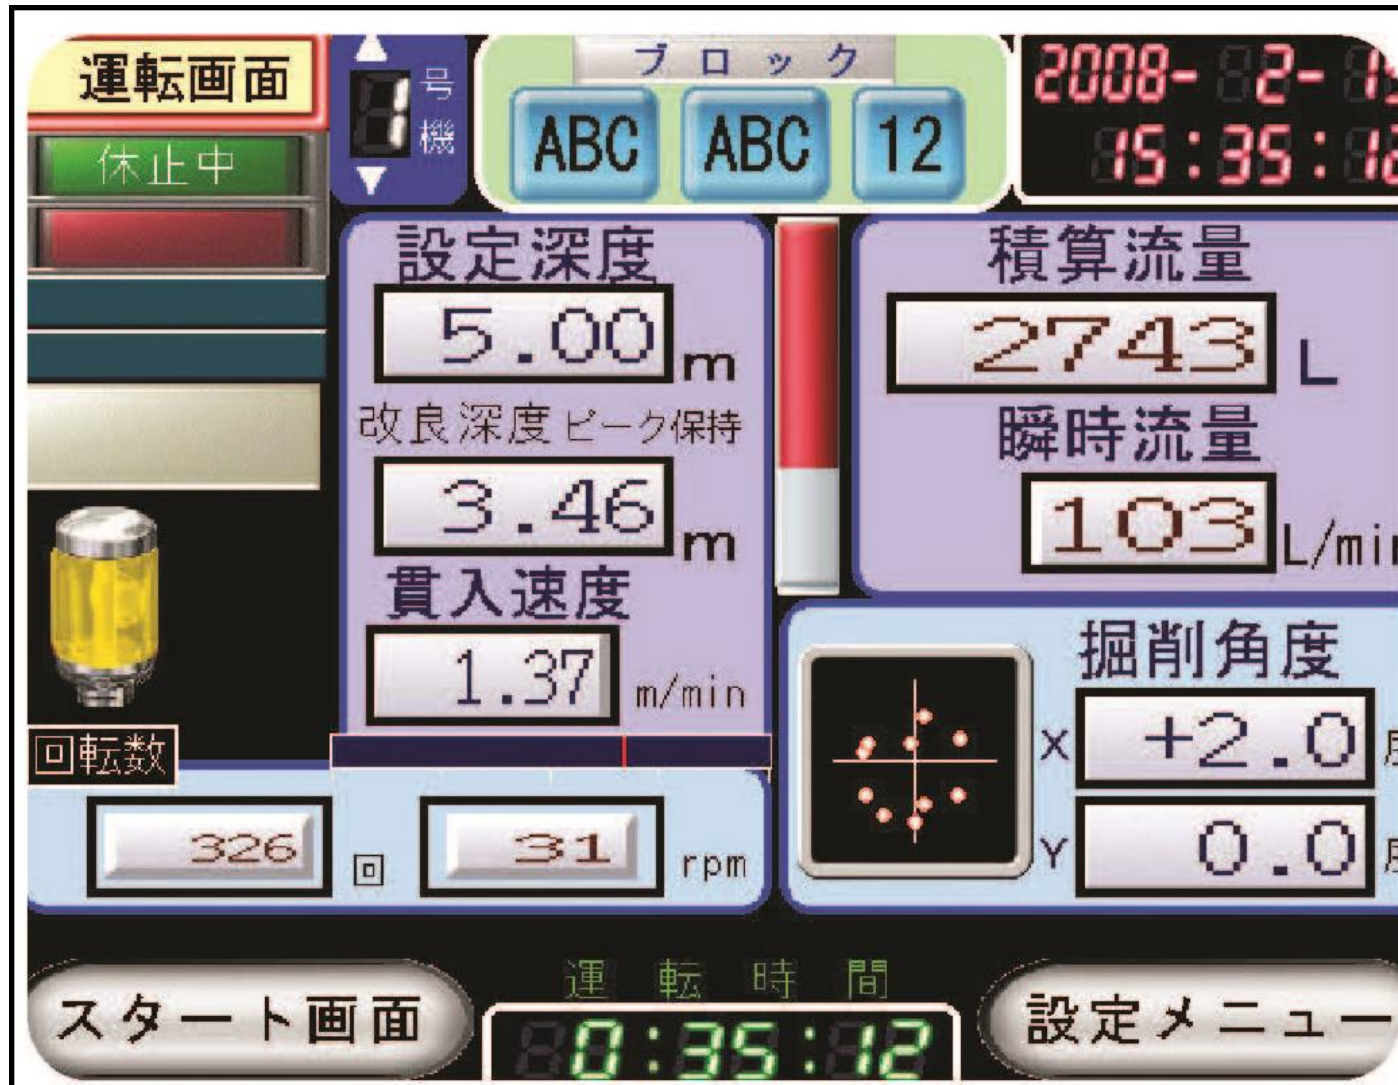 運転画面
休止中
1
号機
ブロック
ABC ABC 12
2008- 2-
15:35:
設定深度
5.00 m
改良深度ピーク保持
3.46 m
貫入速度
1.37 m/min
積算流量
2743 L
瞬時流量
103
掘削角度
X +2.0
Y 0.0
回転数
326 回 31 rpm
スタート画面
運転時間
0:35:12
設定メニュー